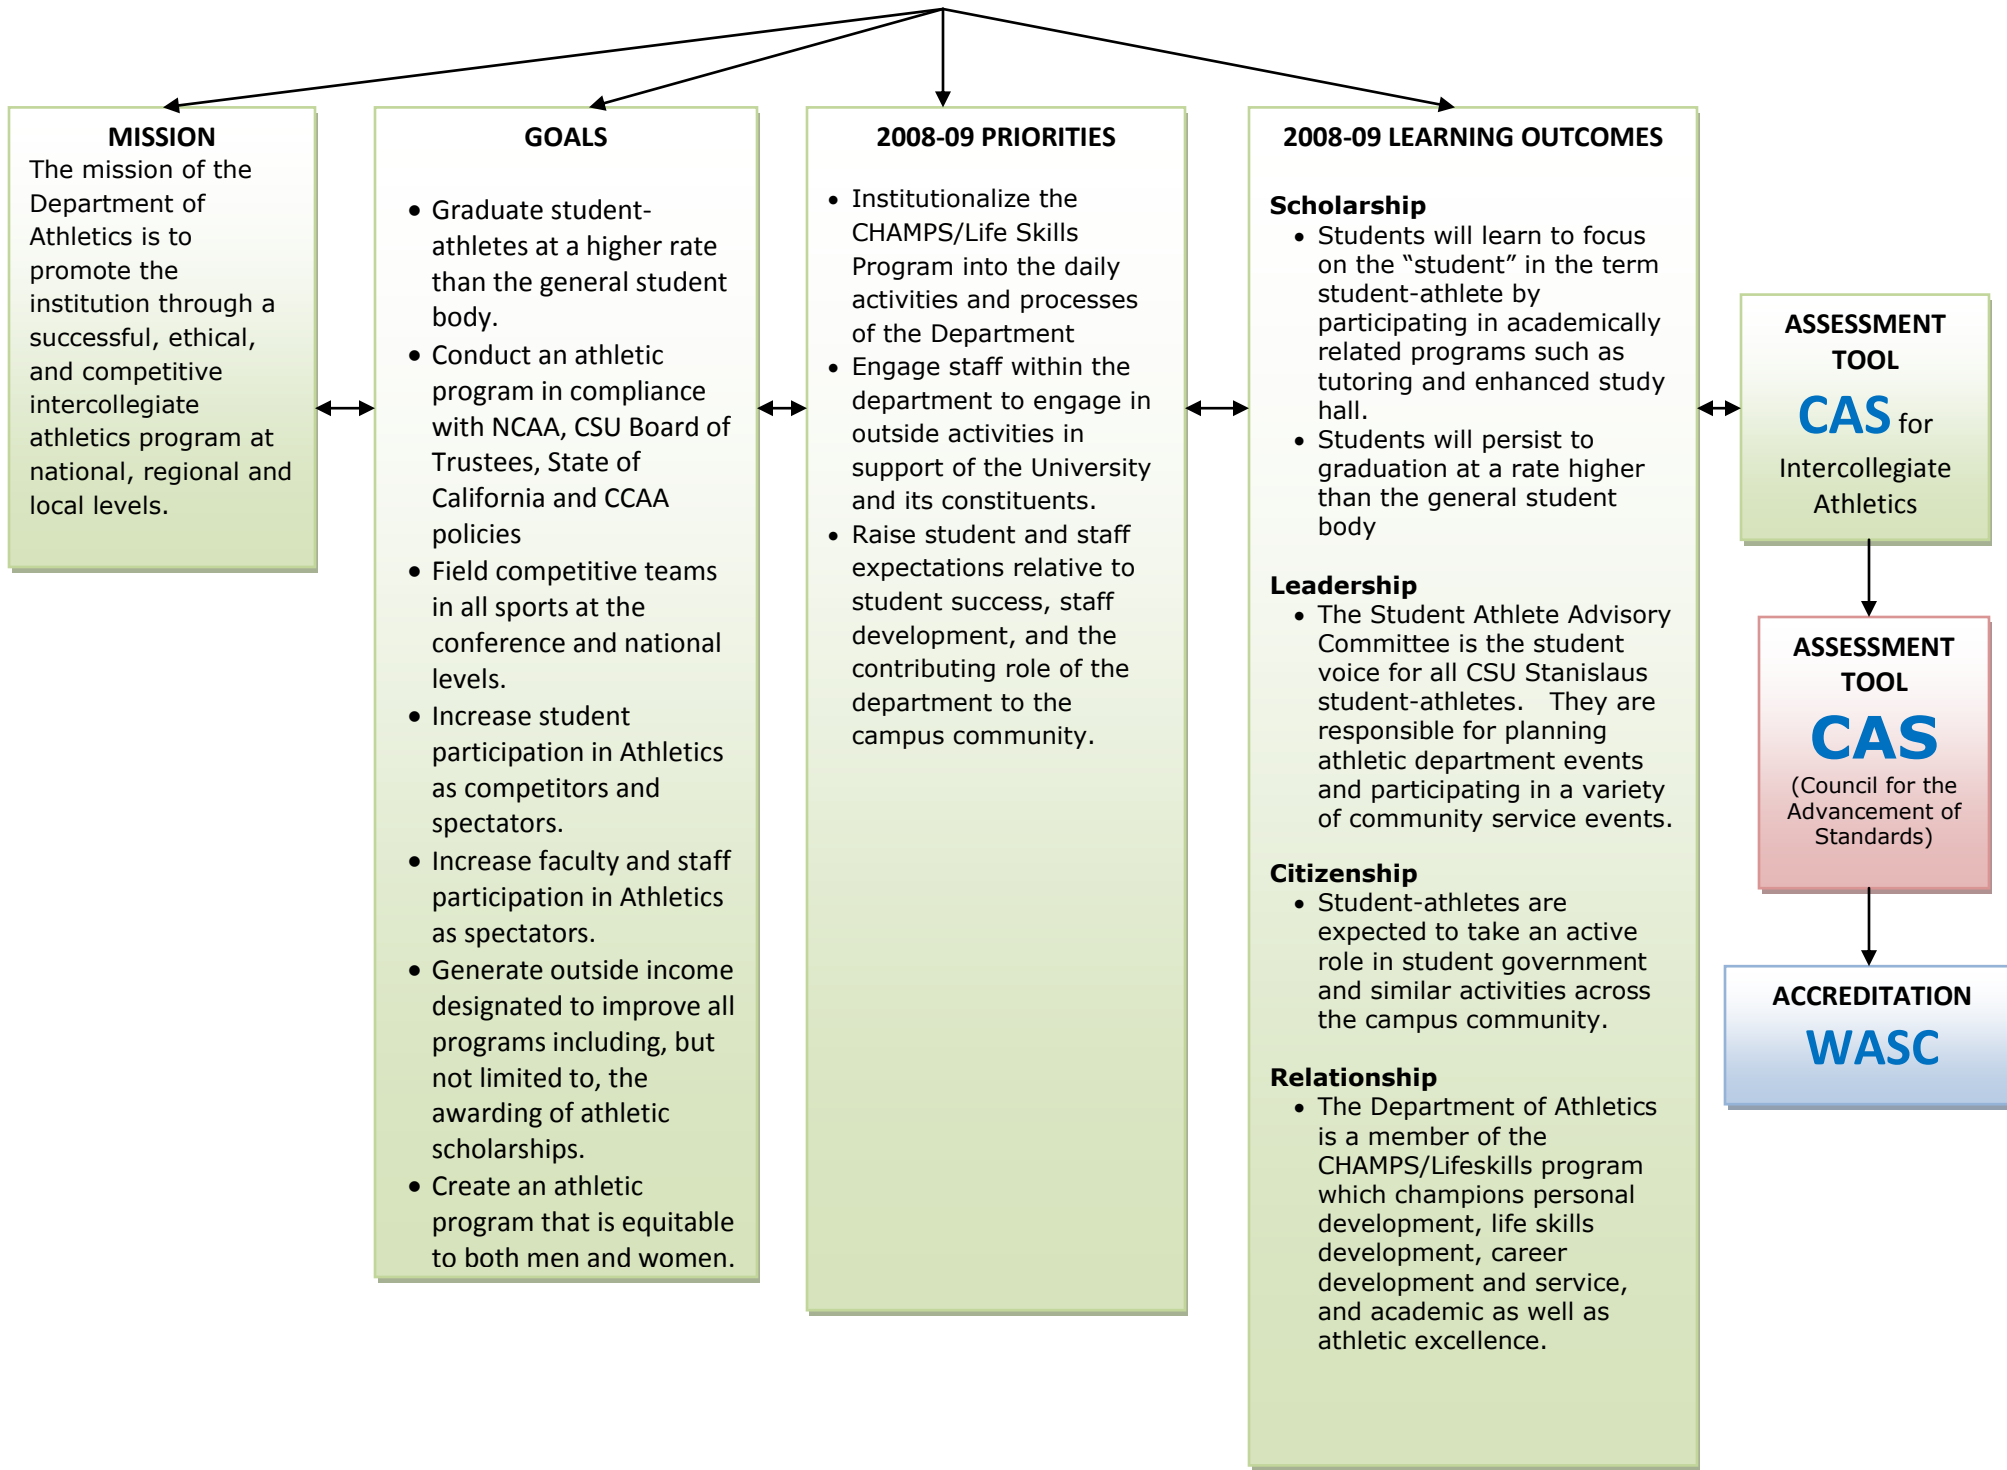 MISSION
The mission of the
Department of
Athletics is to
promote the
institution through a
successful, ethical,
and competitive
intercollegiate
athletics program at
national, regional and
local levels.
GOALS
• Graduate student-
athletes at a higher rate
than the general student
body.
• Conduct an athletic
program in compliance
with NCAA, CSU Board of
Trustees, State of
California and CCAA
policies
• Field competitive teams
in all sports at the
conference and national
levels.
• Increase student
participation in Athletics
as competitors and
spectators.
• Increase faculty and staff
participation in Athletics
as spectators.
• Generate outside income
designated to improve all
programs including, but
not limited to, the
awarding of athletic
scholarships.
• Create an athletic
program that is equitable
to both men and women.
2008-09 PRIORITIES
• Institutionalize the
CHAMPS/Life Skills
Program into the daily
activities and processes
of the Department
• Engage staff within the
department to engage in
outside activities in
support of the University
and its constituents.
• Raise student and staff
expectations relative to
student success, staff
development, and the
contributing role of the
department to the
campus community.
2008-09 LEARNING OUTCOMES
Scholarship
• Students will learn to focus
on the “student” in the term
student-athlete by
participating in academically
related programs such as
tutoring and enhanced study
hall.
• Students will persist to
graduation at a rate higher
than the general student
body
Leadership
• The Student Athlete Advisory
Committee is the student
voice for all CSU Stanislaus
student-athletes.   They are
responsible for planning
athletic department events
and participating in a variety
of community service events.
Citizenship
• Student-athletes are
expected to take an active
role in student government
and similar activities across
the campus community.
Relationship
• The Department of Athletics
is a member of the
CHAMPS/Lifeskills program
which champions personal
development, life skills
development, career
development and service,
and academic as well as
athletic excellence.
ASSESSMENT
TOOL
CAS for
Intercollegiate
Athletics
ASSESSMENT
TOOL
CAS
(Council for the
Advancement of
Standards)
ACCREDITATION
WASC